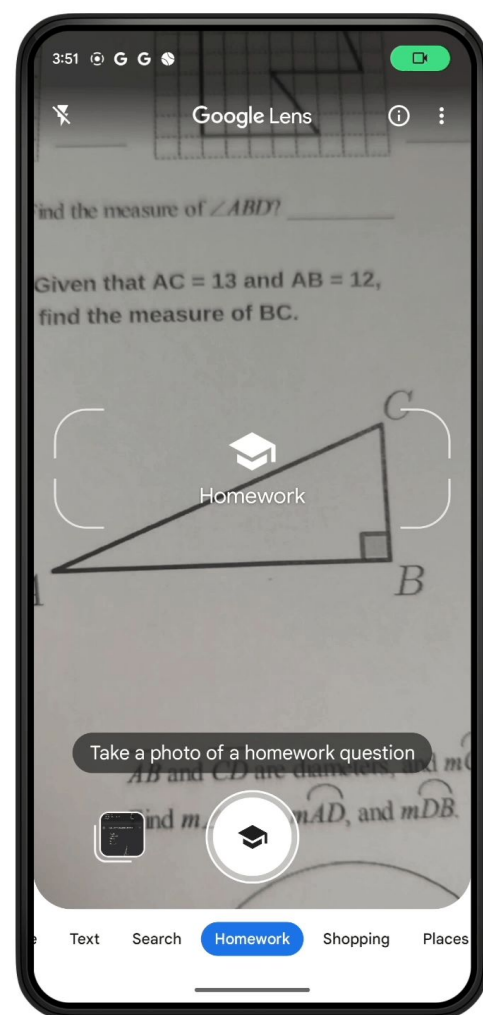 3:51 G G
Google Lens
ind the measure of ∠ABD?
Given that AC = 13 and AB = 12,
find the measure of BC.
C
Homework
A
B
Take a photo of a homework question
AB and CD are diameters, and m
ind m mAD, and mDB.
Text Search Homework Shopping Places